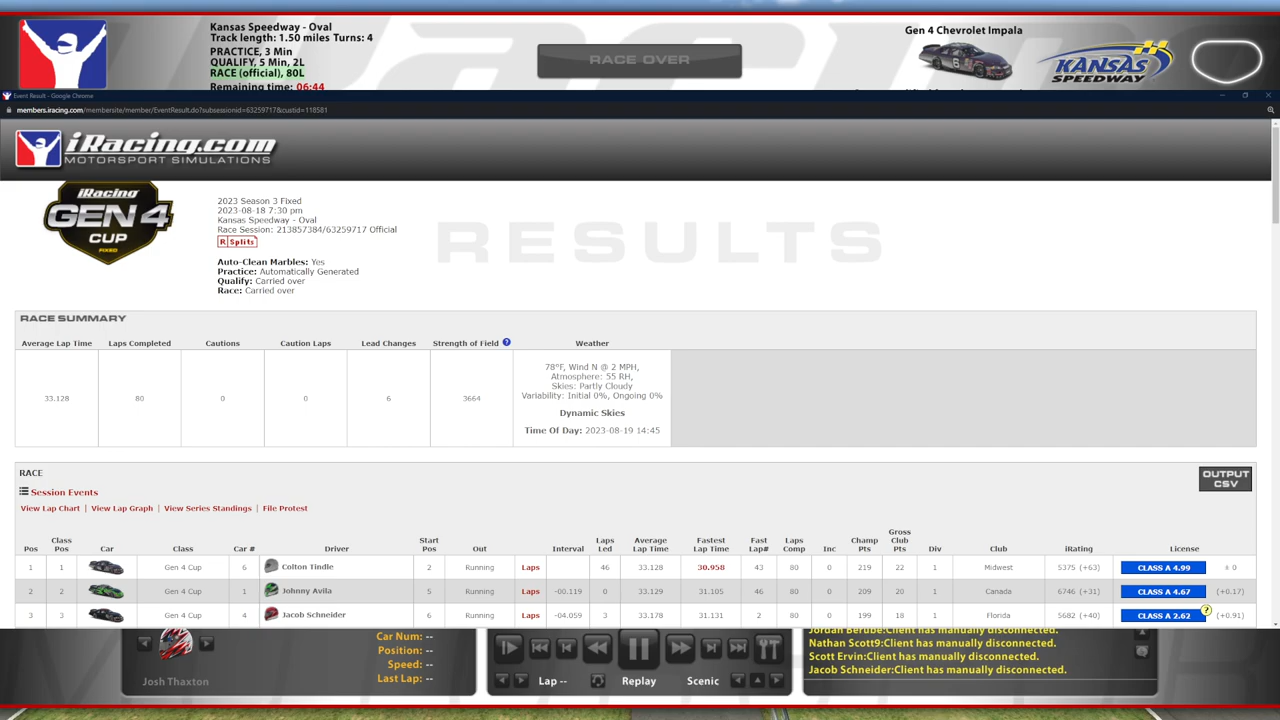 Kansas Speedway - Oval
Track length: 1.50 miles Turns: 4
PRACTICE, 3 Min
QUALIFY, 5 Min, 2L
RACE (official), 80L
Remaining time: 06:44
RACE OVER
Gen 4 Chevrolet Impala
KANSAS
SPEEDWAY
Event Result - Google Chrome
members.iracing.com/membersite/member/EventResult.do?subsessionid=63259717&custid=118581
iRacing.com
MOTORSPORT SIMULATIONS
iRacing
GEN 4
CUP
FIXED
2023 Season 3 Fixed
2023-08-18 7:30 pm
Kansas Speedway - Oval
Race Session: 213857384/63259717 Official
R Splits
Auto-Clean Marbles: Yes
Practice: Automatically Generated
Qualify: Carried over
Race: Carried over
RESULTS
RACE SUMMARY
Average Lap Time Laps Completed Cautions Caution Laps Lead Changes Strength of Field ? Weather
33.128 80 0 0 6 3664
78°F, Wind N @ 2 MPH,
Atmosphere: 55 RH,
Skies: Partly Cloudy
Variability: Initial 0%, Ongoing 0%
Dynamic Skies
Time Of Day: 2023-08-19 14:45
RACE
OUTPUT
CSV
Session Events
View Lap Chart | View Lap Graph | View Series Standings | File Protest
Pos Class Pos Car Class Car # Driver Start Pos Out Interval Laps Led Average Lap Time Fastest Lap Time Fast Lap# Laps Comp Inc Champ Pts Gross Club Pts Div Club iRating License
1 1 Gen 4 Cup 6 Colton Tindle 2 Running Laps 46 33.128 30.958 43 80 0 219 22 1 Midwest 5375 (+63) CLASS A 4.99 ± 0
2 2 Gen 4 Cup 1 Johnny Avila 5 Running Laps -00.119 0 33.129 31.105 46 80 0 209 20 1 Canada 6746 (+31) CLASS A 4.67 (+0.17)
3 3 Gen 4 Cup 4 Jacob Schneider 6 Running Laps -04.059 3 33.178 31.131 2 80 0 199 18 1 Florida 5682 (+40) CLASS A 2.62 ? (+0.91)
Josh Thaxton
Car Num: --
Position: --
Speed: --
Last Lap: --
Lap -- Replay Scenic
Jordan Berube:Client has manually disconnected.
Nathan Scott9:Client has manually disconnected.
Scott Ervin:Client has manually disconnected.
Jacob Schneider:Client has manually disconnected.